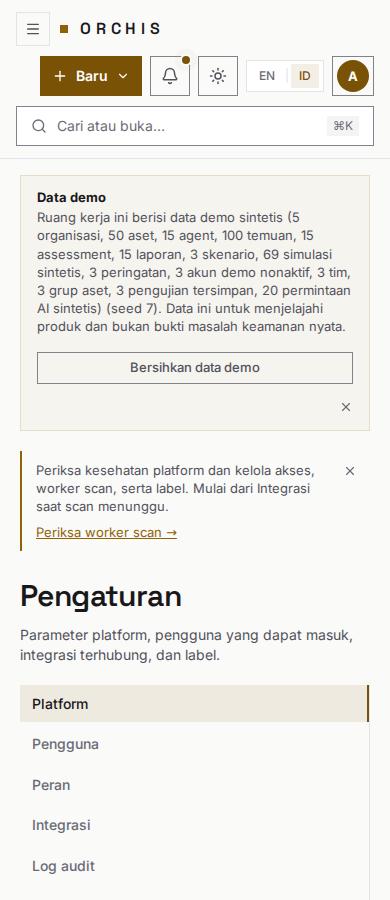 ORCHIS
Baru
EN
ID
A
Cari atau buka...
⌘K
Data demo
Ruang kerja ini berisi data demo sintetis (5
organisasi, 50 aset, 15 agent, 100 temuan, 15
assessment, 15 laporan, 3 skenario, 69 simulasi
sintetis, 3 peringatan, 3 akun demo nonaktif, 3 tim,
3 grup aset, 3 pengujian tersimpan, 20 permintaan
AI sintetis) (seed 7). Data ini untuk menjelajahi
produk dan bukan bukti masalah keamanan nyata.
Bersihkan data demo
Periksa kesehatan platform dan kelola akses,
worker scan, serta label. Mulai dari Integrasi
saat scan menunggu.
Periksa worker scan →
Pengaturan
Parameter platform, pengguna yang dapat masuk,
integrasi terhubung, dan label.
Platform
Pengguna
Peran
Integrasi
Log audit